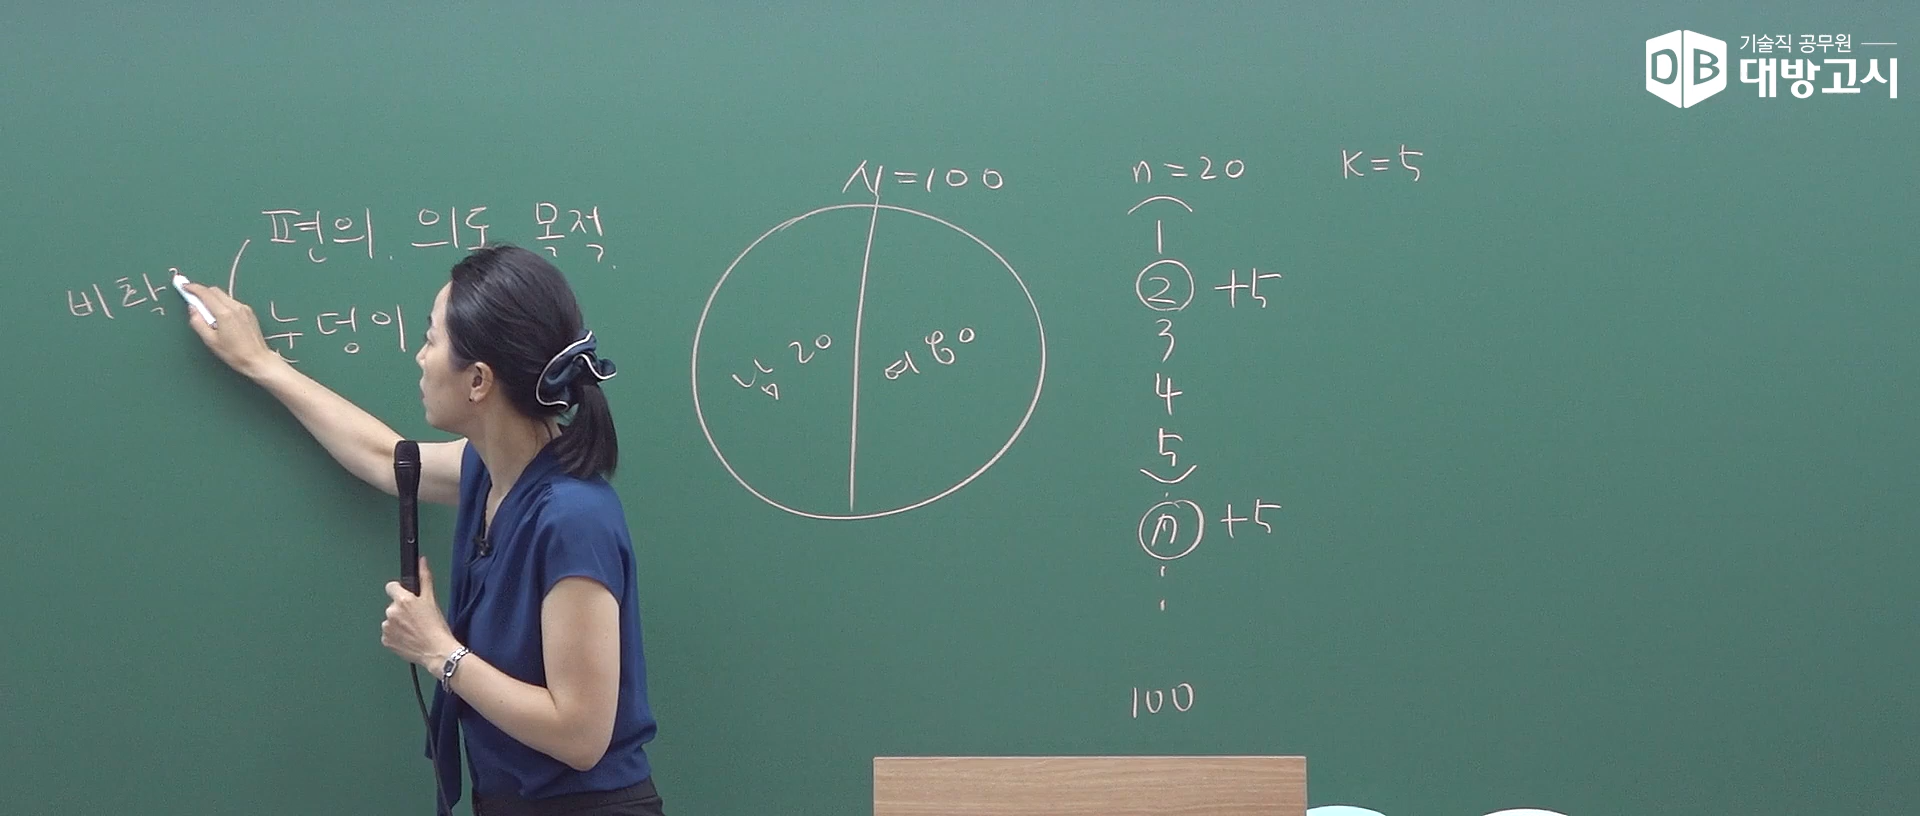 기술직 공무원
DB 대방고시
편의. 의도 목적.
비확
눈덩이
N=100
남 20
여 80
n=20
K=5
1
② +5
3
4
5
⑦ +5
100